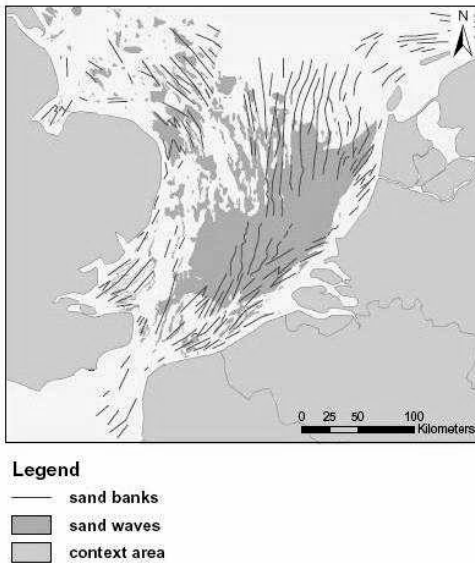 N
0 25 50 100
Kilometers
Legend
sand banks
sand waves
context area